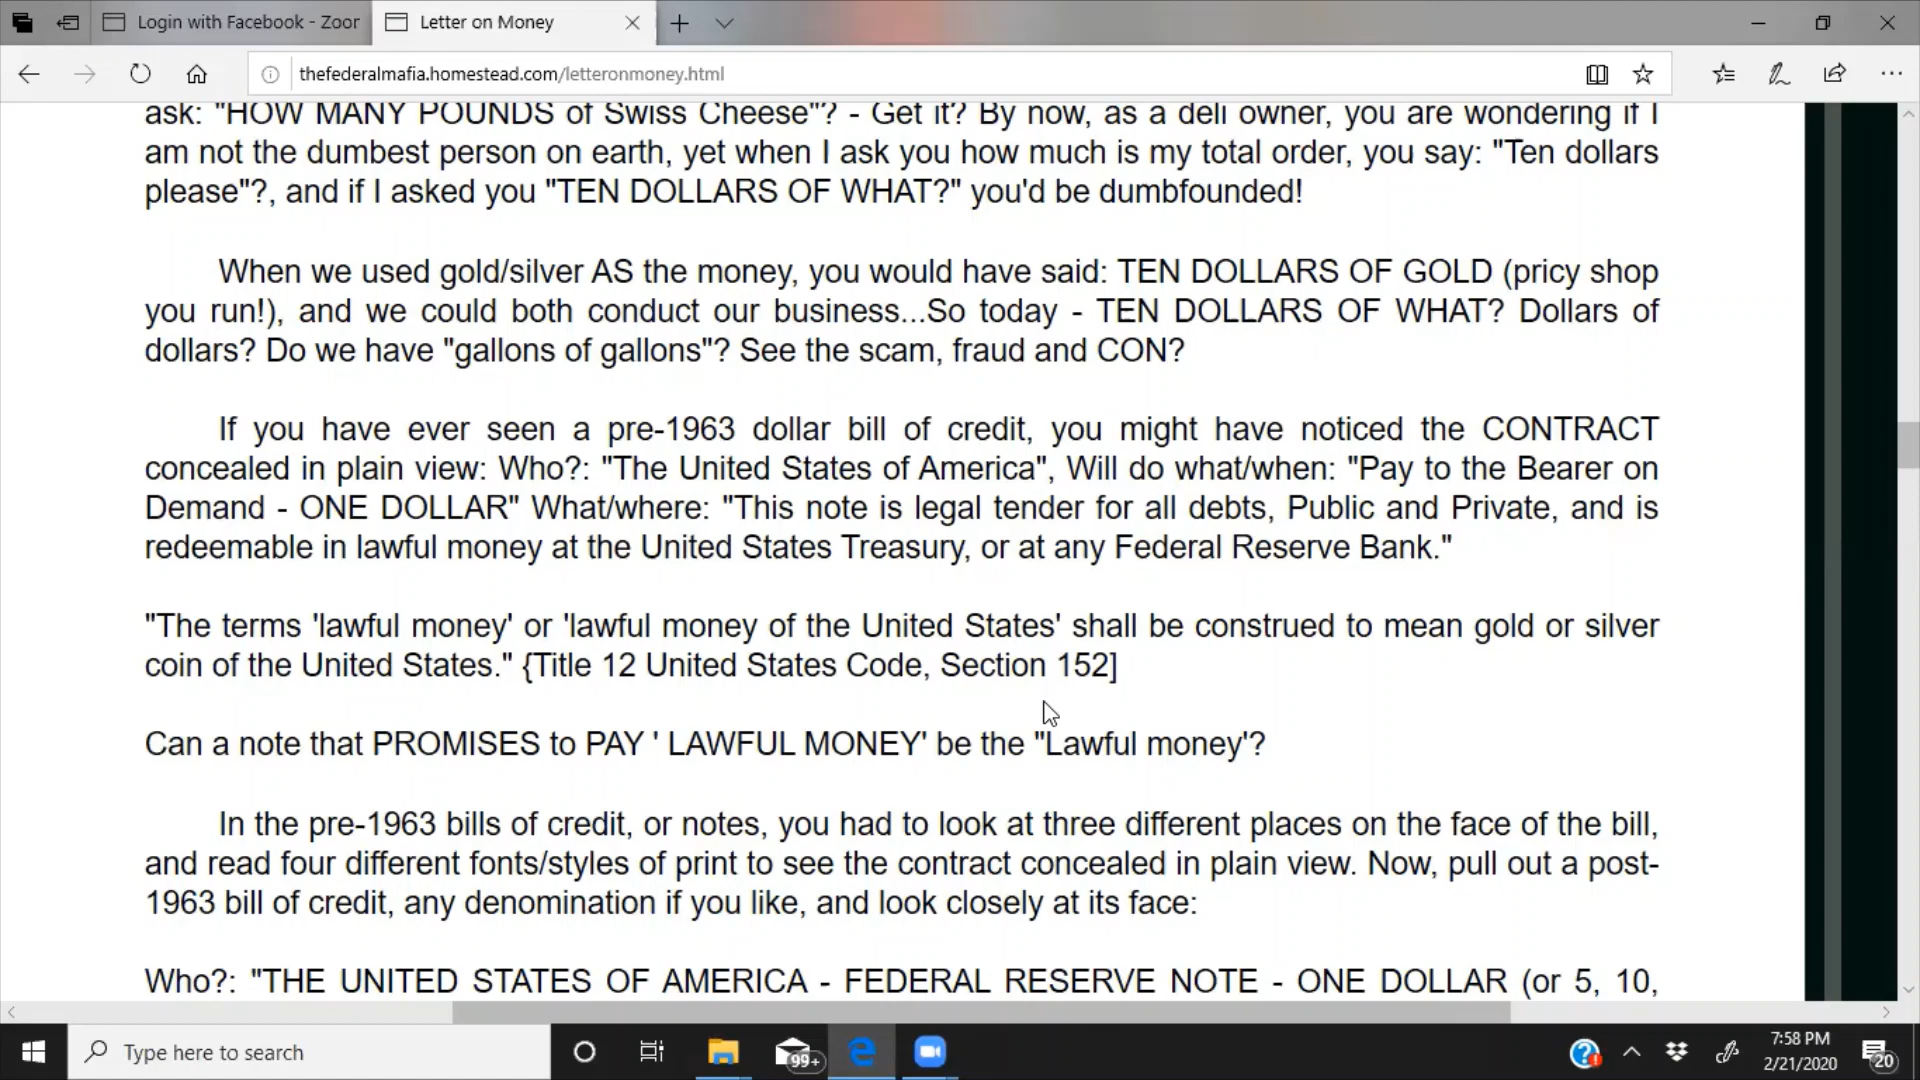 Login with Facebook - Zoor
Letter on Money
thefederalmafia.homestead.com/letteronmoney.html
ask: "HOW MANY POUNDS of Swiss Cheese"? - Get it? By now, as a deli owner, you are wondering if I
am not the dumbest person on earth, yet when I ask you how much is my total order, you say: "Ten dollars
please"?, and if I asked you "TEN DOLLARS OF WHAT?" you'd be dumbfounded!
When we used gold/silver AS the money, you would have said: TEN DOLLARS OF GOLD (pricy shop
you run!), and we could both conduct our business...So today - TEN DOLLARS OF WHAT? Dollars of
dollars? Do we have "gallons of gallons"? See the scam, fraud and CON?
If you have ever seen a pre-1963 dollar bill of credit, you might have noticed the CONTRACT
concealed in plain view: Who?: "The United States of America", Will do what/when: "Pay to the Bearer on
Demand - ONE DOLLAR" What/where: "This note is legal tender for all debts, Public and Private, and is
redeemable in lawful money at the United States Treasury, or at any Federal Reserve Bank."
"The terms 'lawful money' or 'lawful money of the United States' shall be construed to mean gold or silver
coin of the United States." {Title 12 United States Code, Section 152]
Can a note that PROMISES to PAY ' LAWFUL MONEY' be the "Lawful money'?
In the pre-1963 bills of credit, or notes, you had to look at three different places on the face of the bill,
and read four different fonts/styles of print to see the contract concealed in plain view. Now, pull out a post-
1963 bill of credit, any denomination if you like, and look closely at its face:
Who?: "THE UNITED STATES OF AMERICA - FEDERAL RESERVE NOTE - ONE DOLLAR (or 5, 10,
Type here to search
99+
7:58 PM
2/21/2020
20